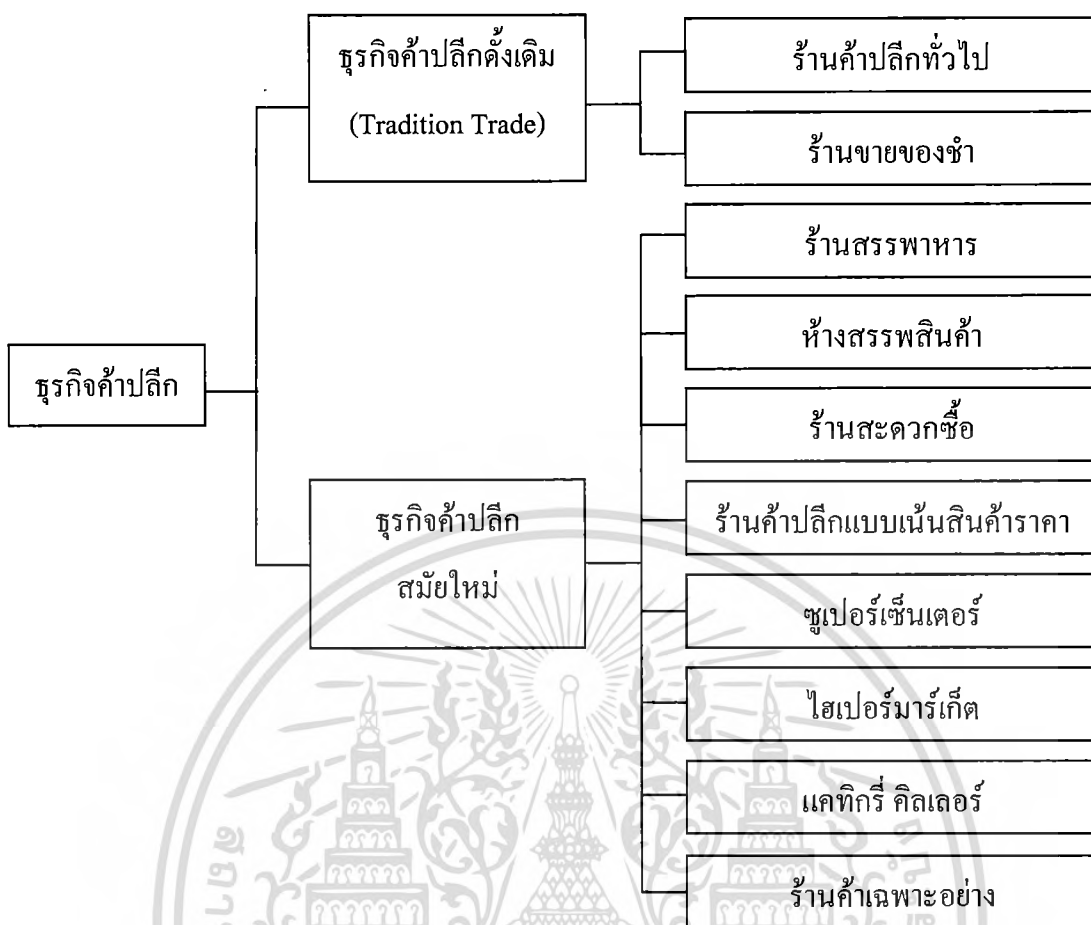 ธุรกิจค้าปลีก
ธุรกิจค้าปลีกดั้งเดิม
(Tradition Trade)
ร้านค้าปลีกทั่วไป
ร้านขายของชำ
ธุรกิจค้าปลีก
สมัยใหม่
ร้านสรรพาหาร
ห้างสรรพสินค้า
ร้านสะดวกซื้อ
ร้านค้าปลีกแบบเน้นสินค้าราคา
ซูเปอร์เซ็นเตอร์
ไฮเปอร์มาร์เก็ต
แคทิกรี่ คิลเลอร์
ร้านค้าเฉพาะอย่าง